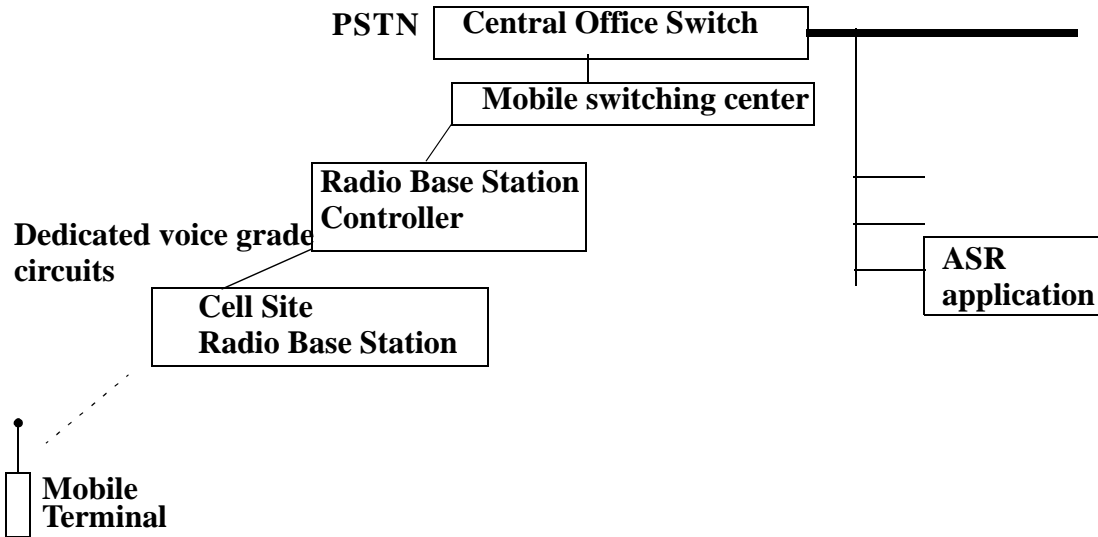 PSTN
Central Office Switch
Mobile switching center
Radio Base Station
Controller
Dedicated voice grade
circuits
ASR
application
Cell Site
Radio Base Station
Mobile
Terminal